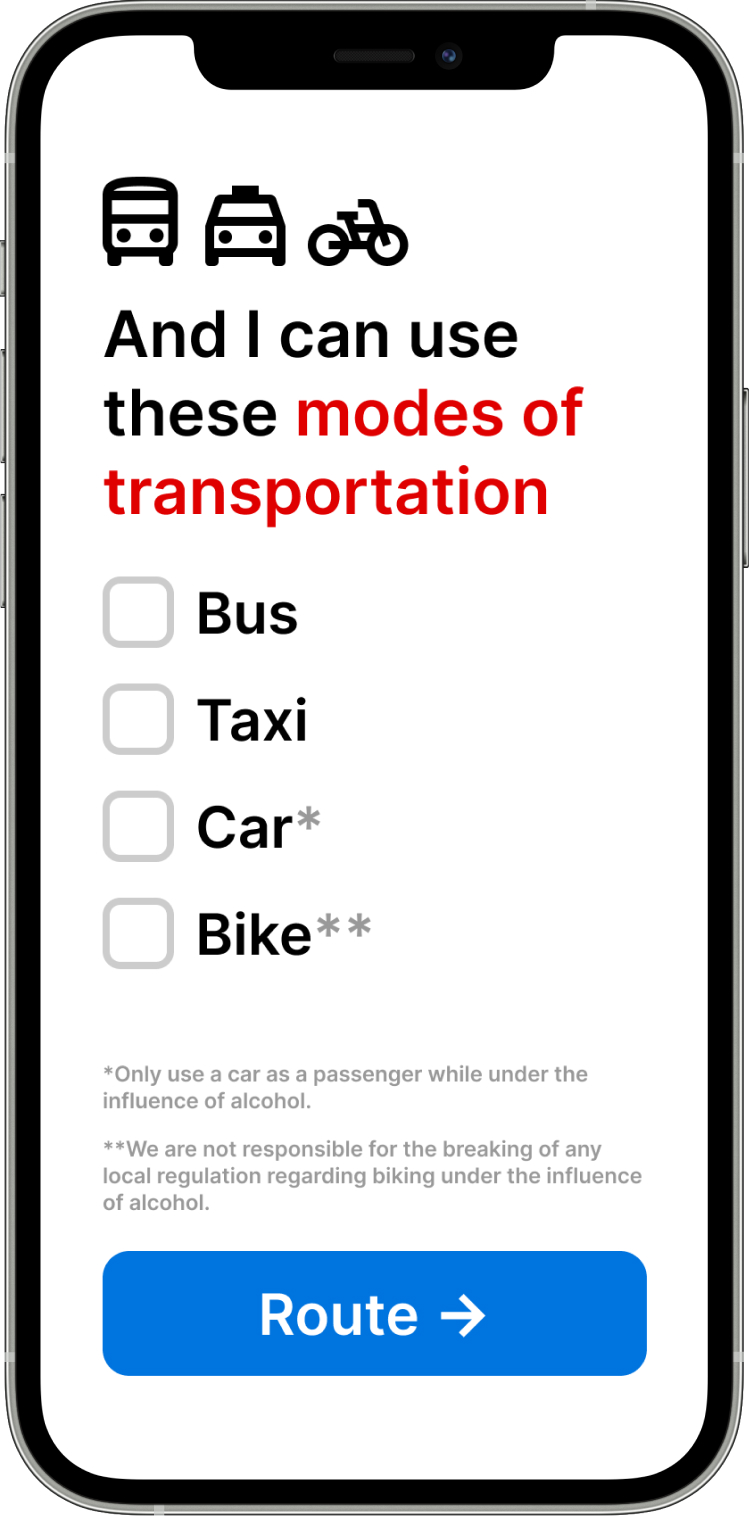 And I can use
these modes of
transportation
Bus
Taxi
Car*
Bike**
*Only use a car as a passenger while under the
influence of alcohol.
**We are not responsible for the breaking of any
local regulation regarding biking under the influence
of alcohol.
Route →